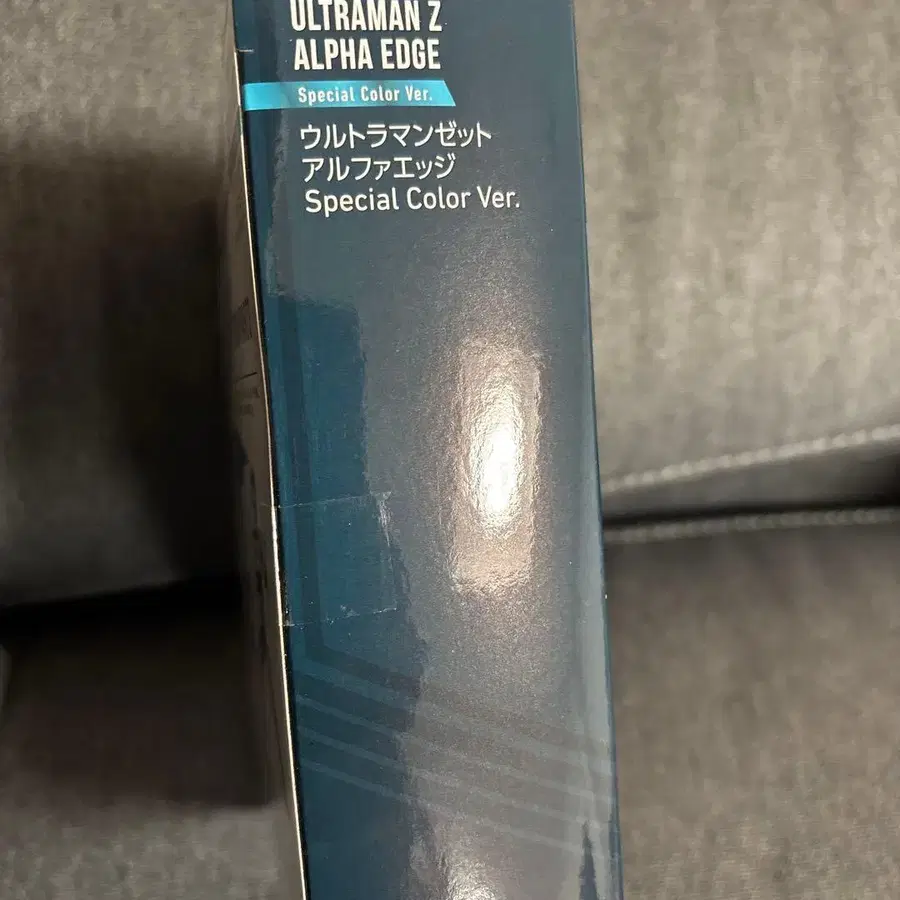 ULTRAMAN Z
ALPHA EDGE
Special Color Ver.
ウルトラマンゼット
アルファエッジ
Special Color Ver.